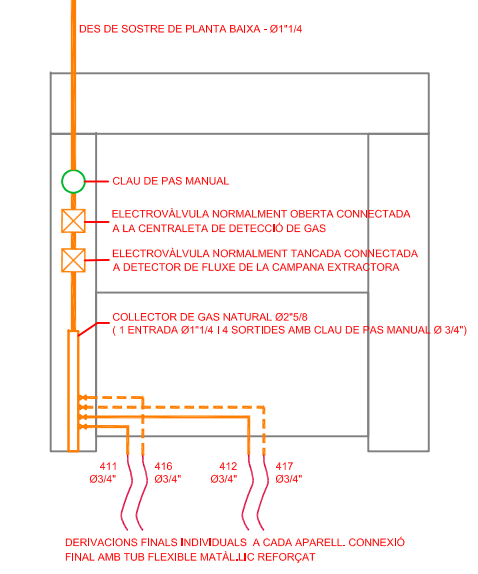 DES DE SOSTRE DE PLANTA BAIXA - Ø1"1/4
CLAU DE PAS MANUAL
ELECTROVÀLVULA NORMALMENT OBERTA CONNECTADA
A LA CENTRALETA DE DETECCIÓ DE GAS
ELECTROVÀLVULA NORMALMENT TANCADA CONNECTADA
A DETECTOR DE FLUXE DE LA CAMPANA EXTRACTORA
COLLECTOR DE GAS NATURAL Ø2"5/8
( 1 ENTRADA Ø1"1/4 I 4 SORTIDES AMB CLAU DE PAS MANUAL Ø 3/4")
411 416 412 417
Ø3/4" Ø3/4" Ø3/4" Ø3/4"
DERIVACIONS FINALS INDIVIDUALS A CADA APARELL. CONNEXIÓ
FINAL AMB TUB FLEXIBLE MATÀL.LIC REFORÇAT